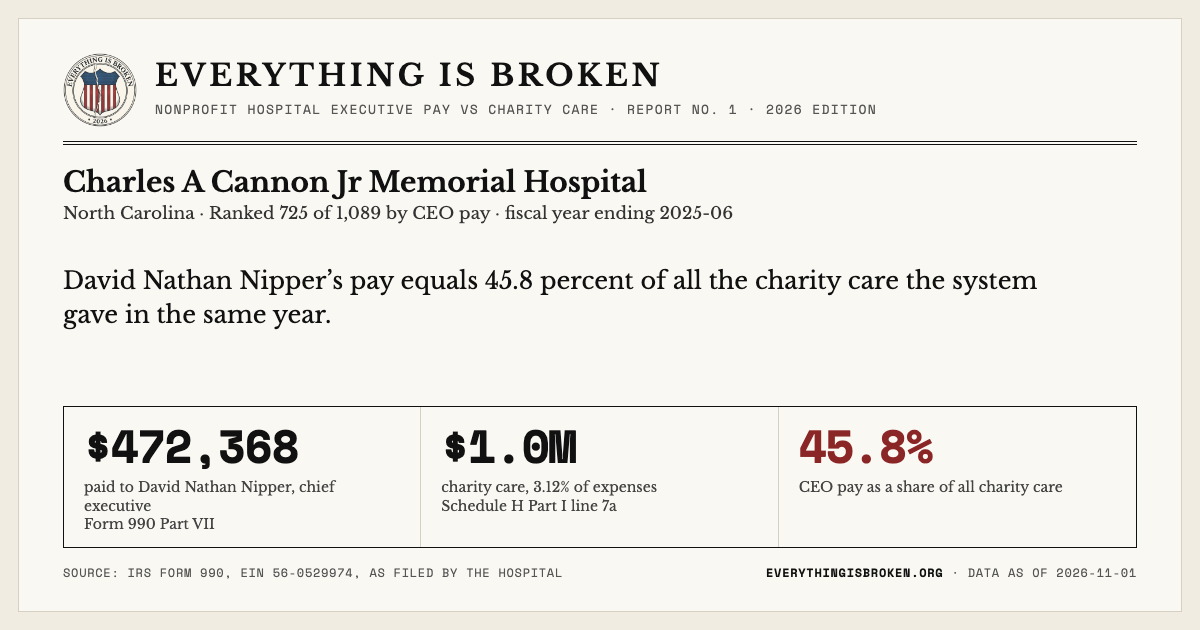 EVERYTHING IS BROKEN
2026
EVERYTHING IS BROKEN
NONPROFIT HOSPITAL EXECUTIVE PAY VS CHARITY CARE · REPORT NO. 1 · 2026 EDITION
Charles A Cannon Jr Memorial Hospital
North Carolina · Ranked 725 of 1,089 by CEO pay · fiscal year ending 2025-06
David Nathan Nipper’s pay equals 45.8 percent of all the charity care the system
gave in the same year.
$472,368
paid to David Nathan Nipper, chief
executive
Form 990 Part VII
$1.0M
charity care, 3.12% of expenses
Schedule H Part I line 7a
45.8%
CEO pay as a share of all charity care
SOURCE: IRS FORM 990, EIN 56-0529974, AS FILED BY THE HOSPITAL
EVERYTHINGISBROKEN.ORG · DATA AS OF 2026-11-01